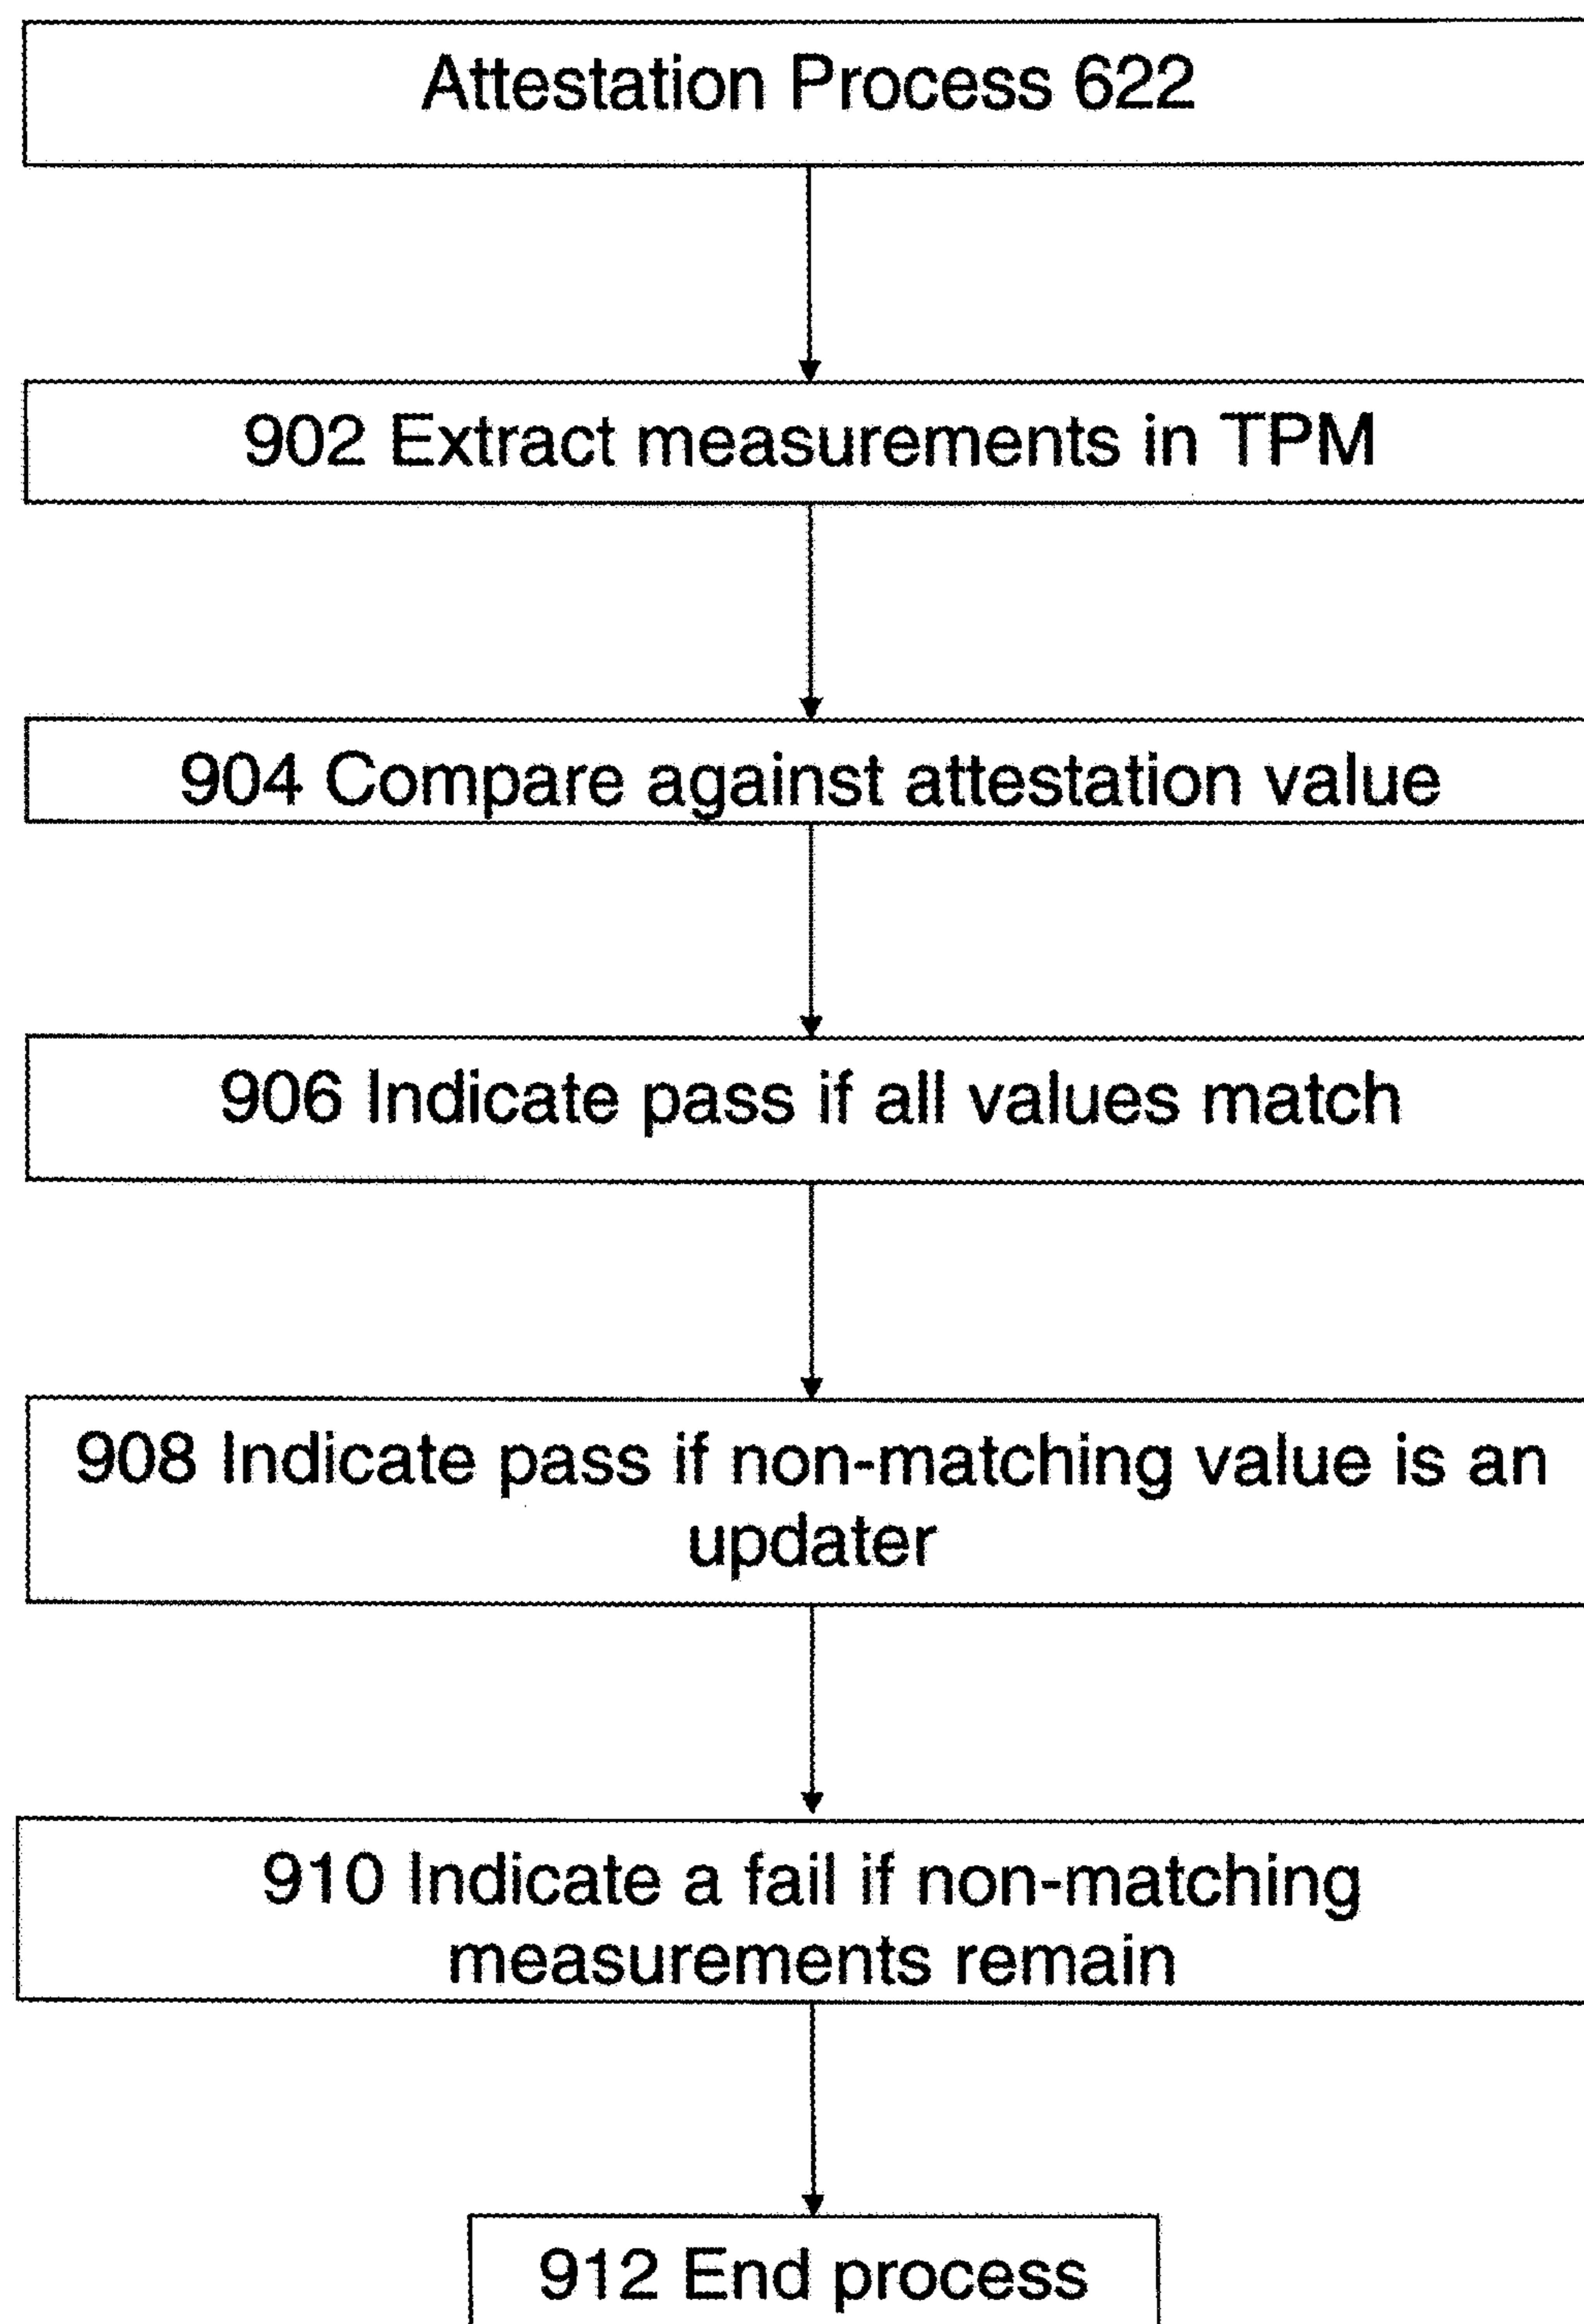 Attestation Process 622
902 Extract measurements in TPM
904 Compare against attestation value
906 Indicate pass if all values match
908 Indicate pass if non-matching value is an
updater
910 Indicate a fail if non-matching
measurements remain
912 End process